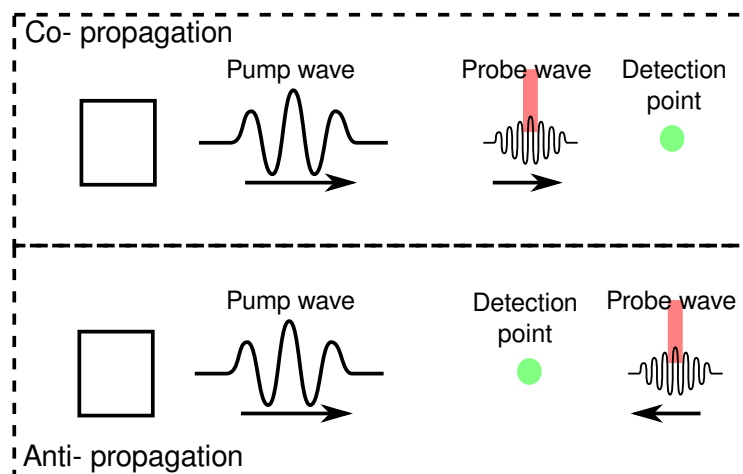 Co- propagation
Pump wave
Probe wave
Detection
point
Pump wave
Detection
point
Probe wave
Anti- propagation